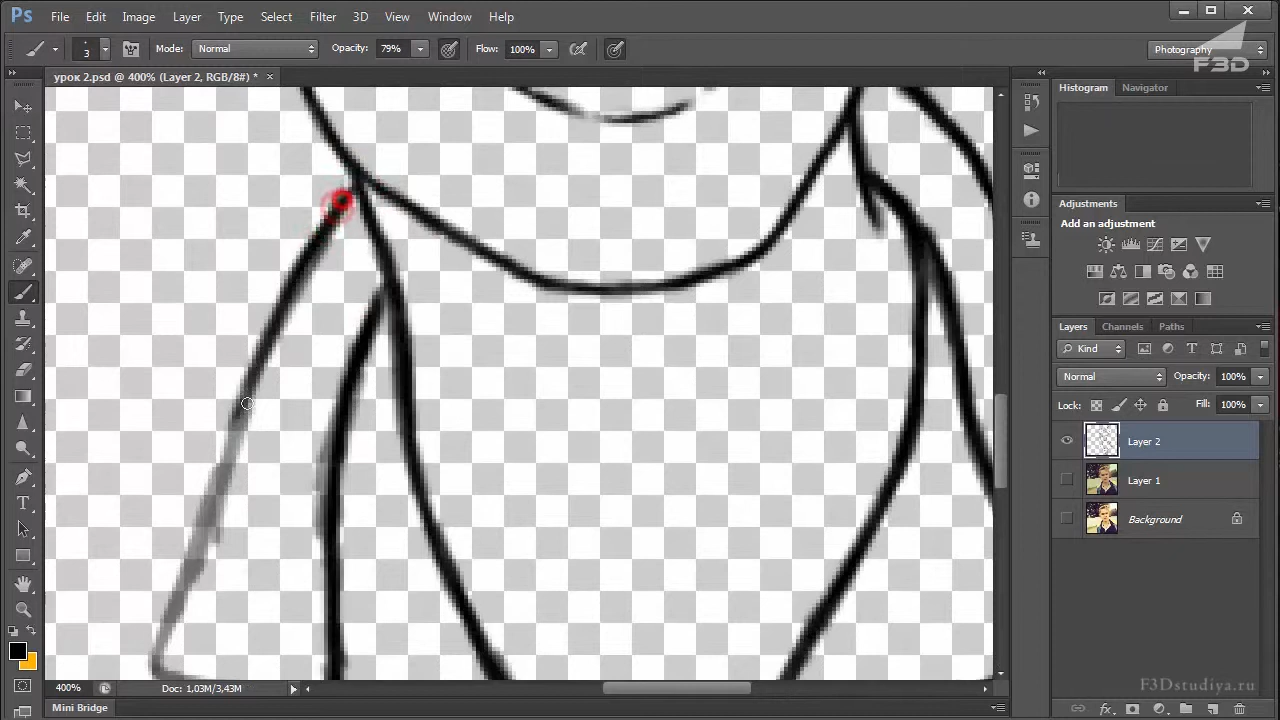 Ps File Edit Image Layer Type Select Filter 3D View Window Help
3 Mode: Normal Opacity: 79% Flow: 100% Photography
F3D
урок 2.psd @ 400% (Layer 2, RGB/8#) *
Histogram Navigator
Adjustments
Add an adjustment
Layers Channels Paths
Kind
Normal Opacity: 100%
Lock: Fill: 100%
Layer 2
Layer 1
Background
400% Doc: 1,03M/3,43M
F3Dstudiya.ru
Mini Bridge